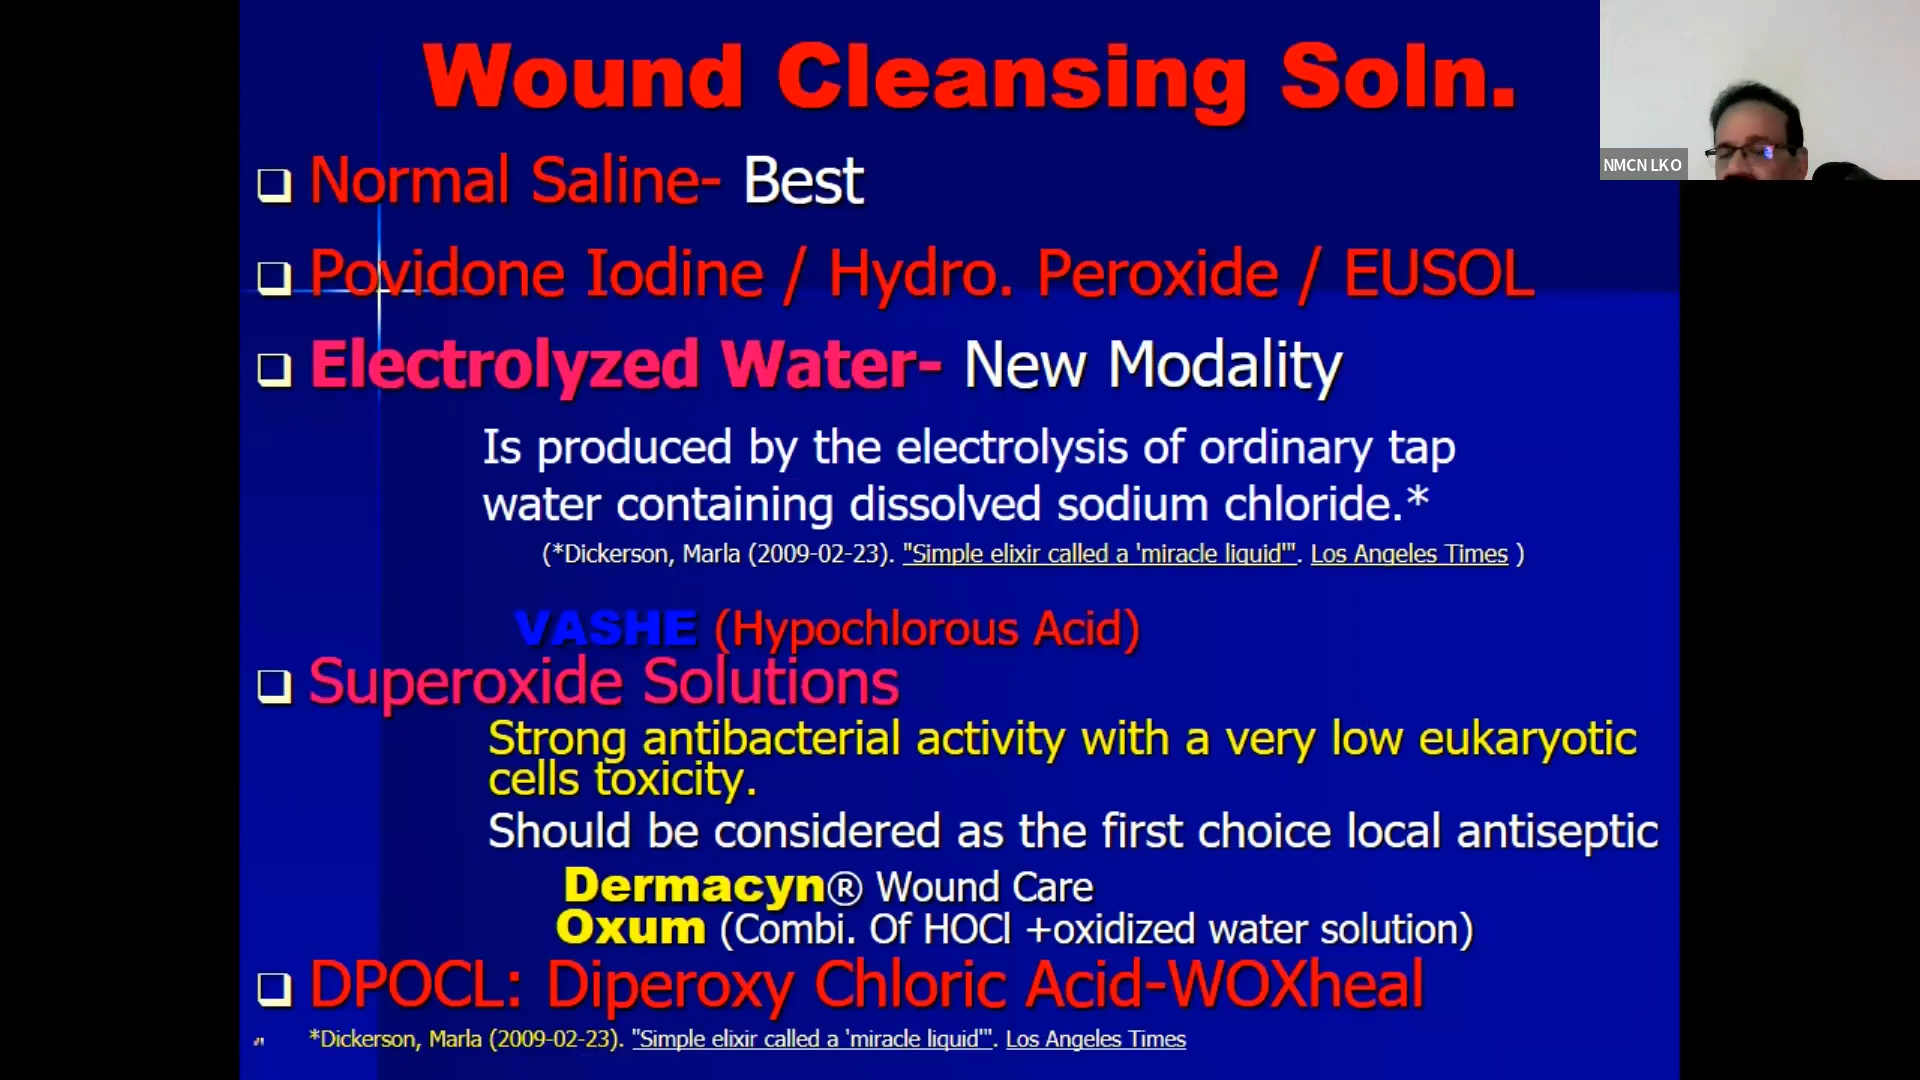 Wound Cleansing Soln.
NMCN LKO
Normal Saline- Best
Povidone Iodine / Hydro. Peroxide / EUSOL
Electrolyzed Water- New Modality
Is produced by the electrolysis of ordinary tap
water containing dissolved sodium chloride.*
(*Dickerson, Marla (2009-02-23). "Simple elixir called a 'miracle liquid'". Los Angeles Times )
VASHE (Hypochlorous Acid)
Superoxide Solutions
Strong antibacterial activity with a very low eukaryotic
cells toxicity.
Should be considered as the first choice local antiseptic
Dermacyn® Wound Care
Oxum (Combi. Of HOCl +oxidized water solution)
DPOCL: Diperoxy Chloric Acid-WOXheal
*Dickerson, Marla (2009-02-23). "Simple elixir called a 'miracle liquid'". Los Angeles Times